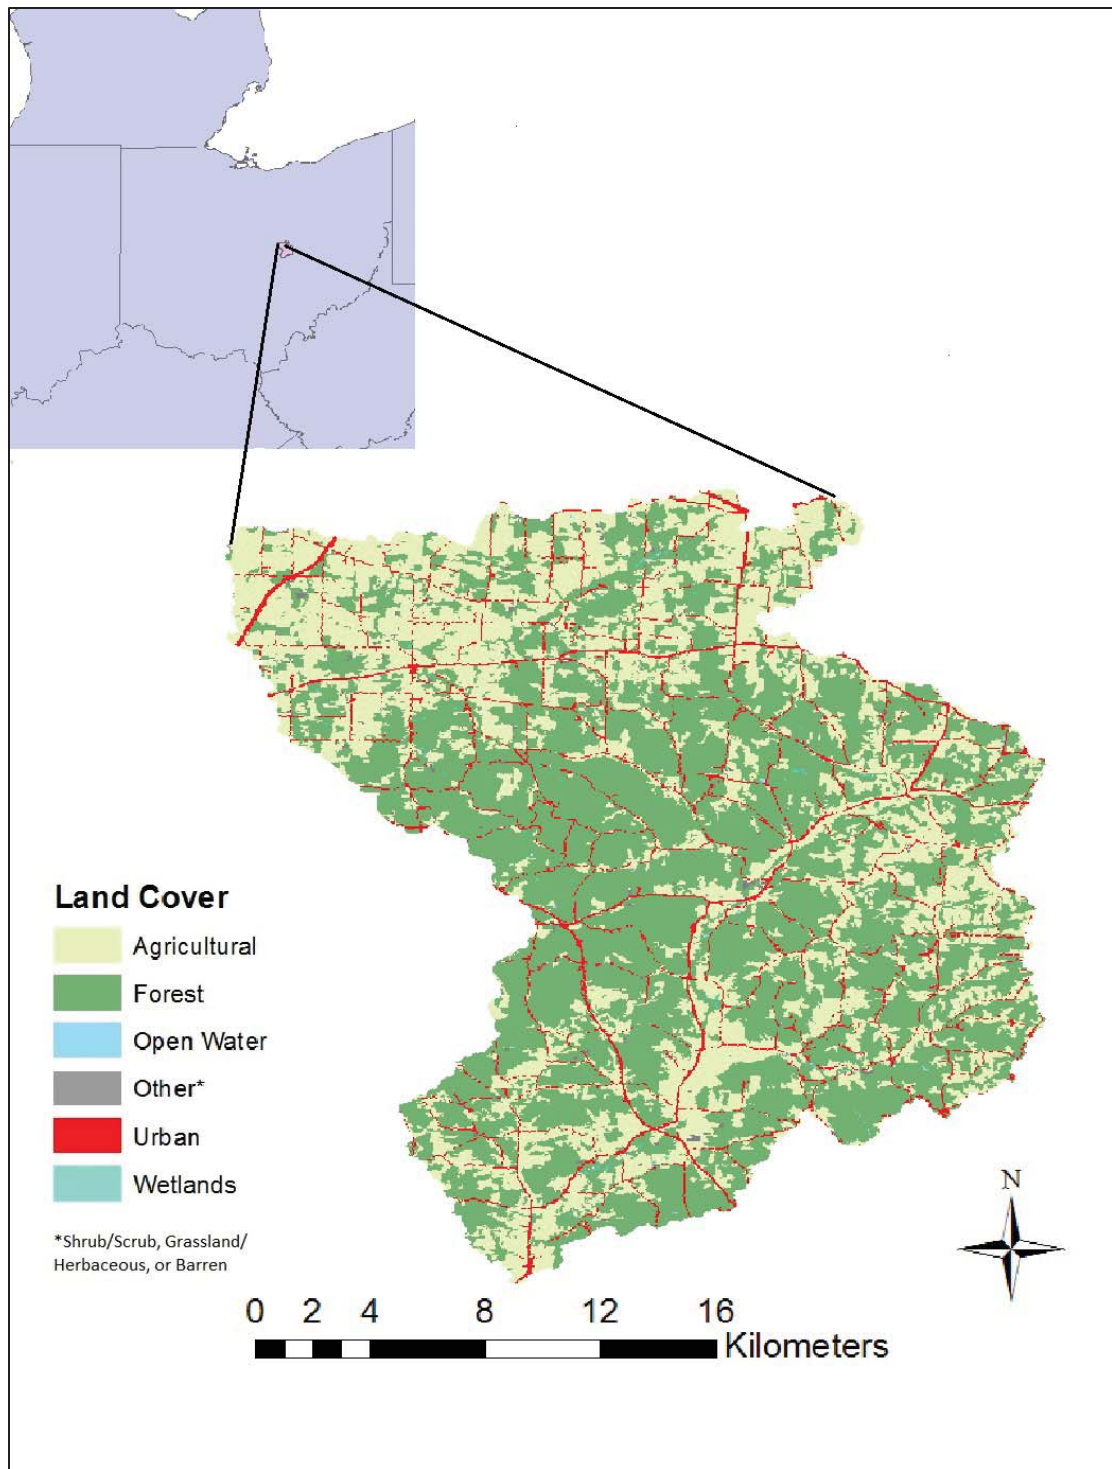 Land Cover
Agricultural
Forest
Open Water
Other*
Urban
Wetlands
*Shrub/Scrub, Grassland/
Herbaceous, or Barren
N
0 2 4 8 12 16
Kilometers